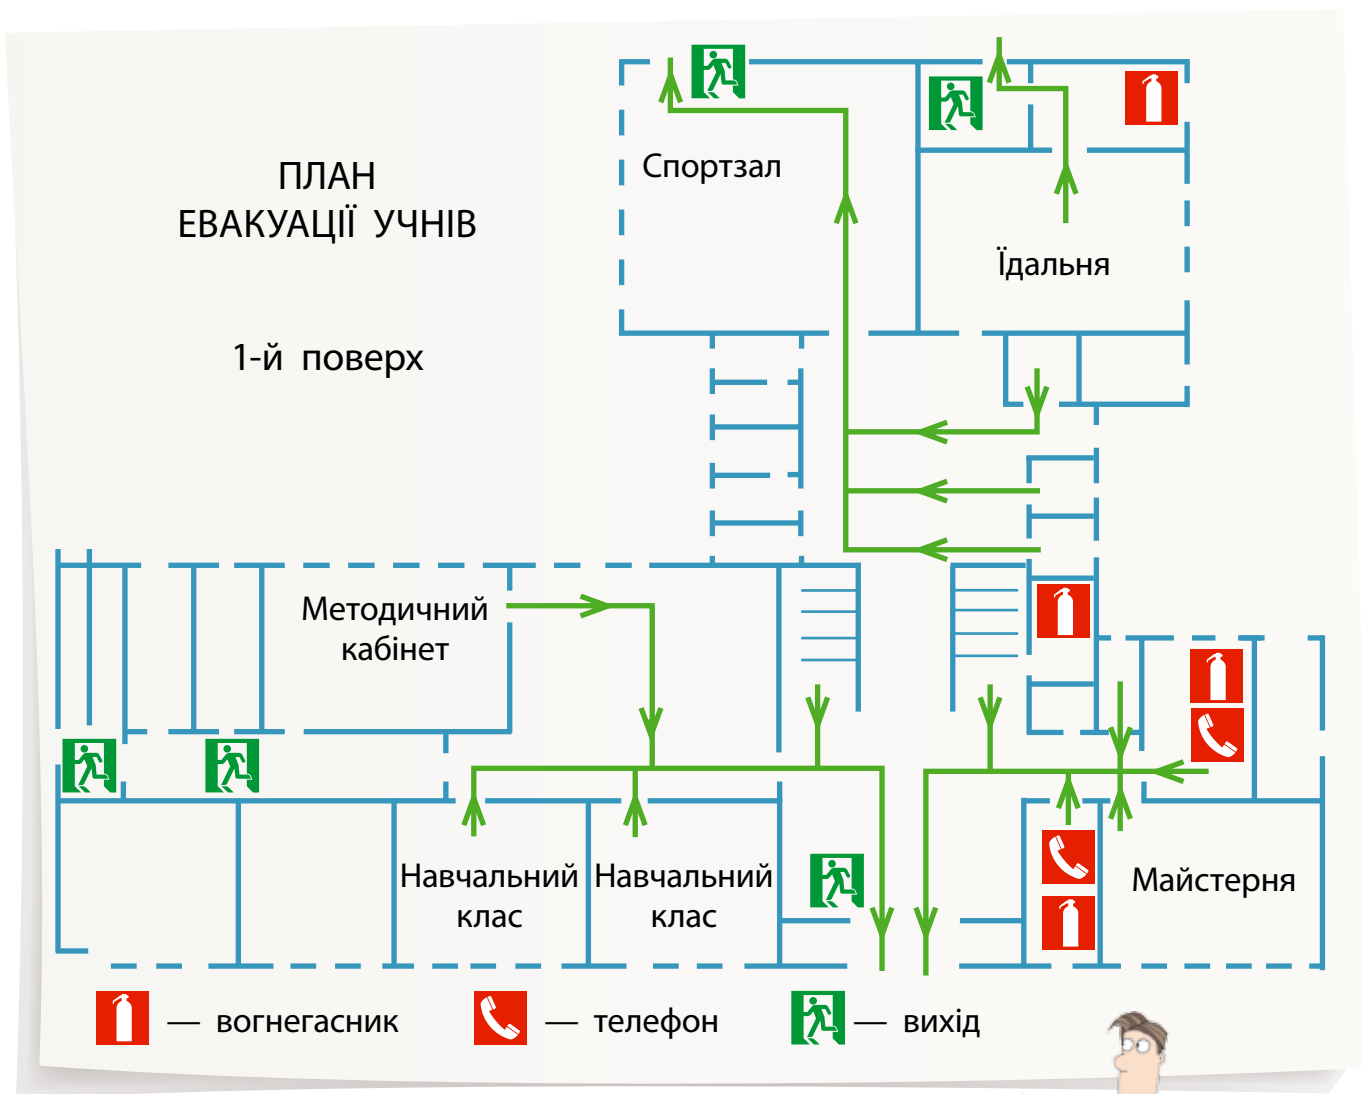 ПЛАН
ЕВАКУАЦІЇ УЧНІВ
1-й поверх
Спортзал
Їдальня
Методичний
кабінет
Навчальний
клас
Навчальний
клас
Майстерня
— вогнегасник
— телефон
— вихід